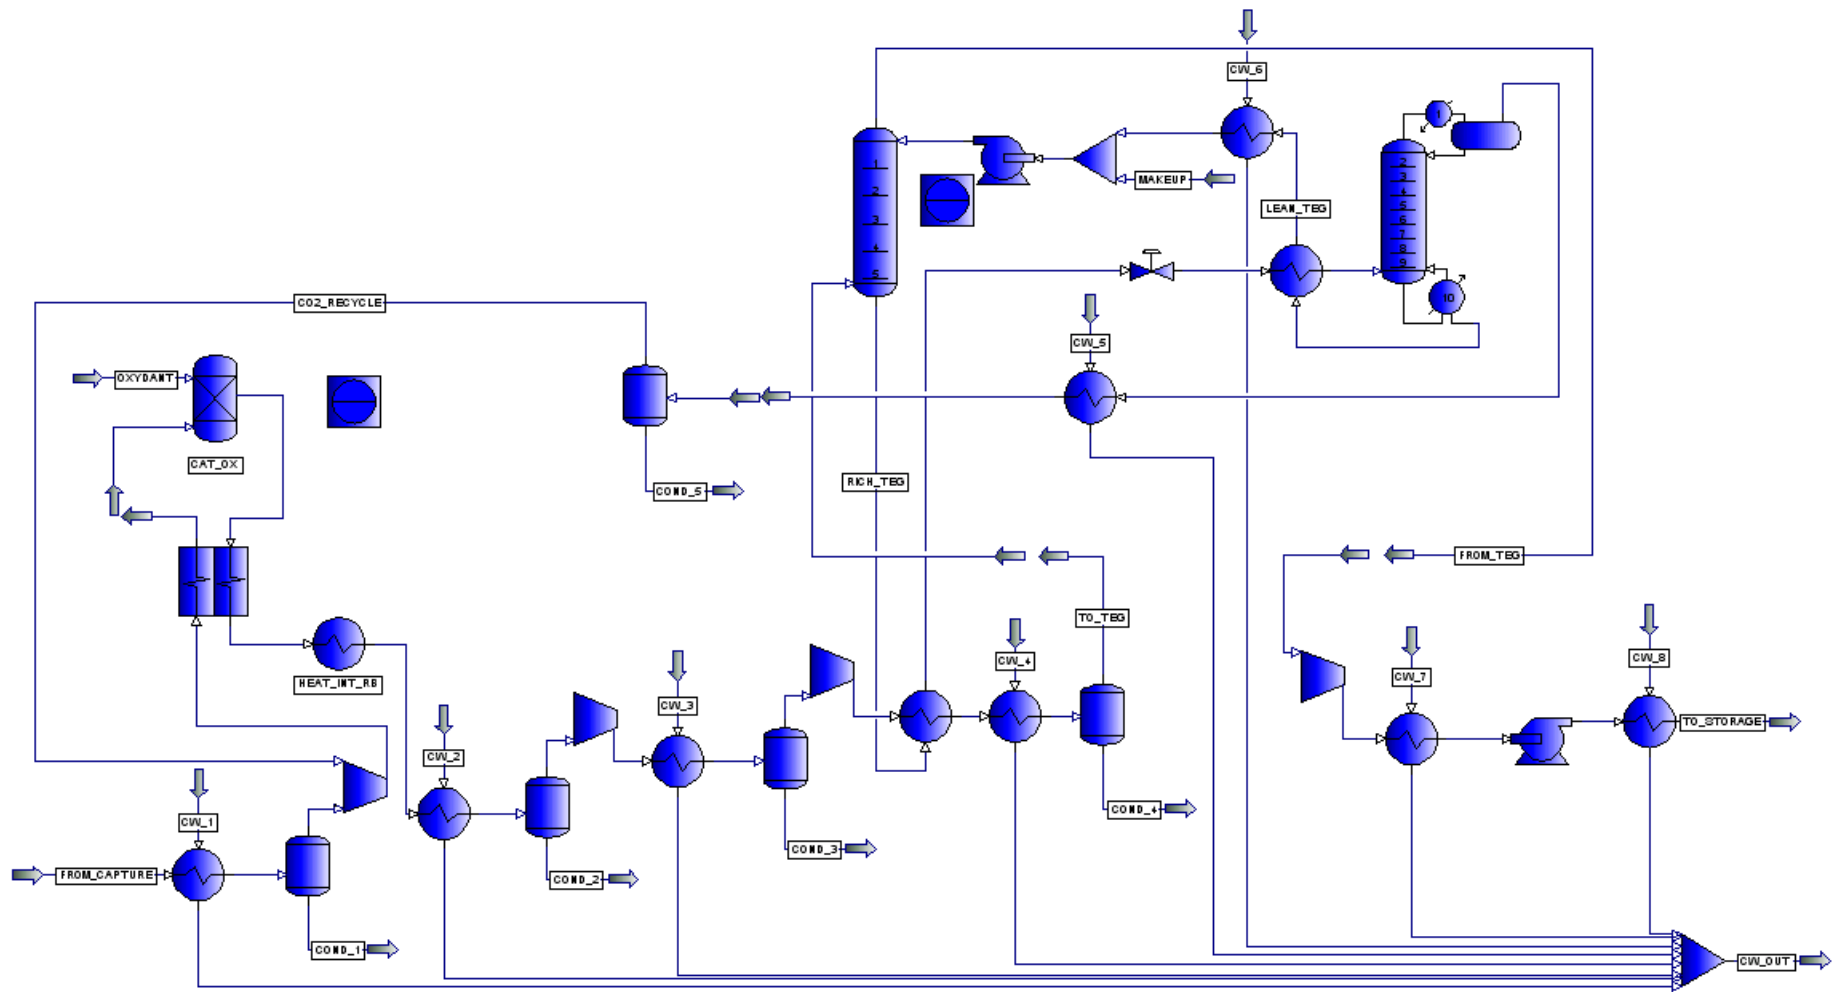 CW_6
MAKEUP
LEAN_TEG
1
2
3
4
5
1
2
3
4
5
6
7
8
9
10
CO2_RECYCLE
OXYDANT
CAT_OX
CW_5
RICH_TEG
COND_5
FROM_TEG
TO_TEG
HEAT_INT_RB
CW_1
CW_2
CW_3
CW_4
CW_7
CW_8
TO_STORAGE
FROM_CAPTURE
COND_1
COND_2
COND_3
COND_4
CW_OUT